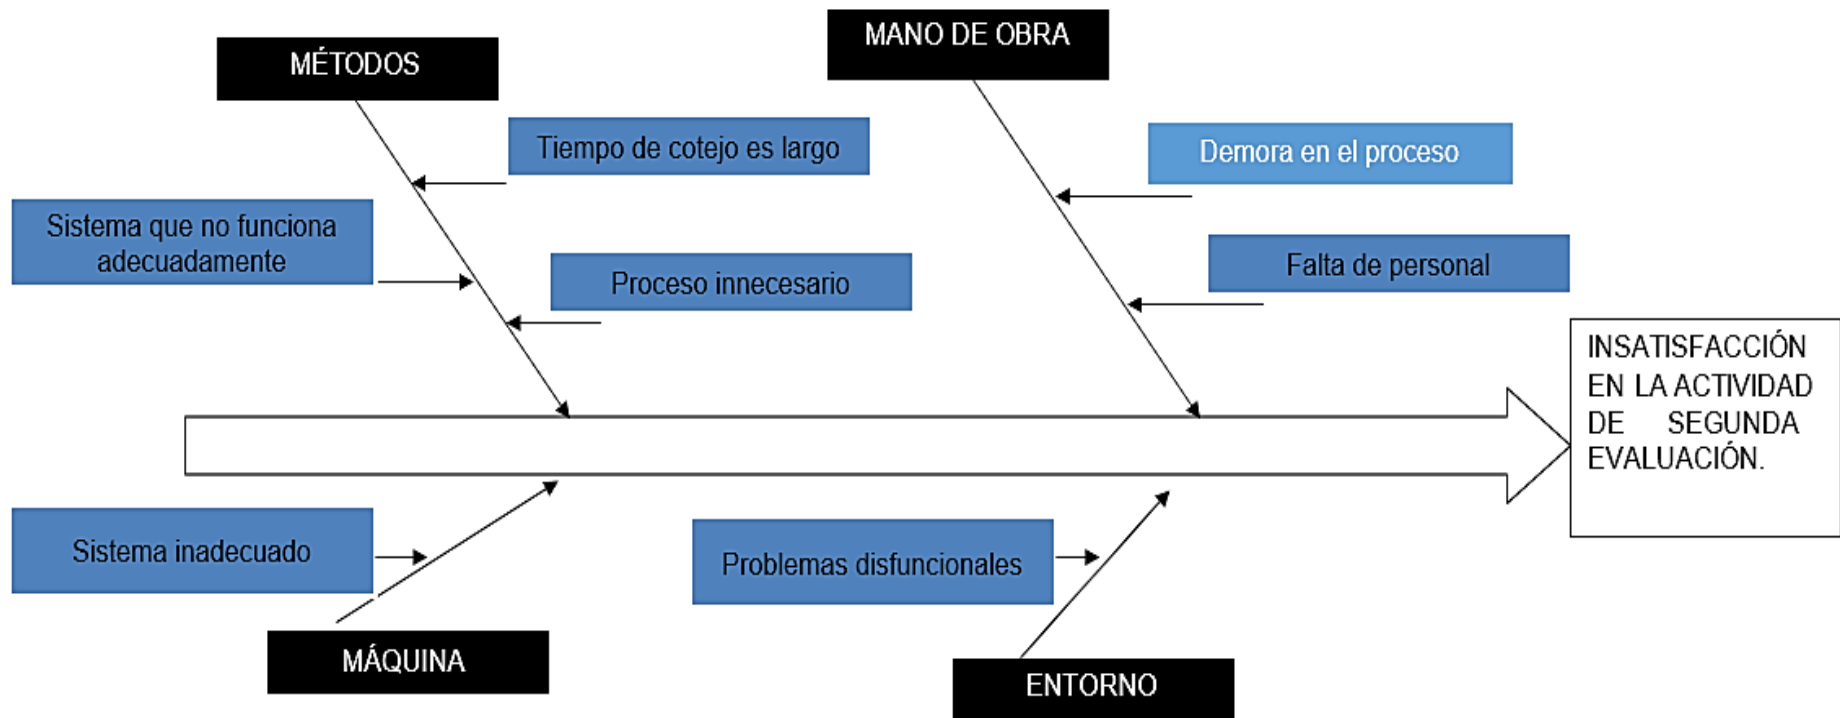 MÉTODOS
MANO DE OBRA
Tiempo de cotejo es largo
Demora en el proceso
Sistema que no funciona
adecuadamente
Proceso innecesario
Falta de personal
INSATISFACCIÓN
EN LA ACTIVIDAD
DE SEGUNDA
EVALUACIÓN.
Sistema inadecuado
Problemas disfuncionales
MÁQUINA
ENTORNO